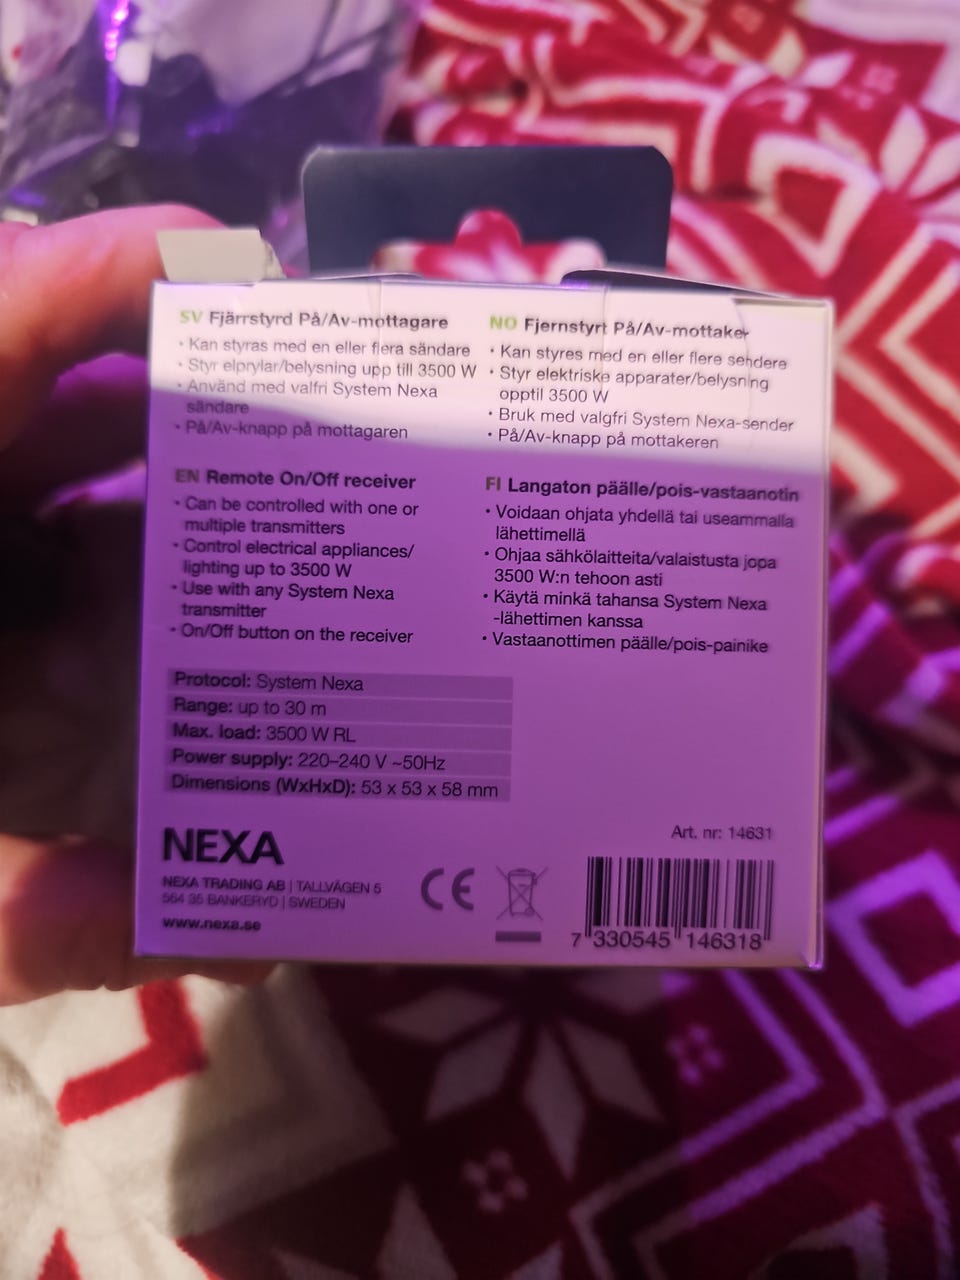 SV Fjärrstyrd På/Av-mottagare
• Kan styras med en eller flera sändare
• Styr elprylar/belysning upp till 3500 W
• Använd med valfri System Nexa
sändare
• På/Av-knapp på mottagaren
NO Fjernstyrt På/Av-mottaker
• Kan styres med en eller flere sendere
• Styr elektriske apparater/belysning
opptil 3500 W
• Bruk med valgfri System Nexa-sender
• På/Av-knapp på mottakeren
EN Remote On/Off receiver
• Can be controlled with one or
multiple transmitters
• Control electrical appliances/
lighting up to 3500 W
• Use with any System Nexa
transmitter
• On/Off button on the receiver
FI Langaton päälle/pois-vastaanotin
• Voidaan ohjata yhdellä tai useammalla
lähettimellä
• Ohjaa sähkölaitteita/valaistusta jopa
3500 W:n tehoon asti
• Käytä minkä tahansa System Nexa
-lähettimen kanssa
• Vastaanottimen päälle/pois-painike
Protocol: System Nexa
Range: up to 30 m
Max. load: 3500 W RL
Power supply: 220–240 V ~50Hz
Dimensions (WxHxD): 53 x 53 x 58 mm
NEXA
NEXA TRADING AB | TALLVÄGEN 5
564 35 BANKERYD | SWEDEN
www.nexa.se
CE
Art. nr: 14631
7 330545 146318